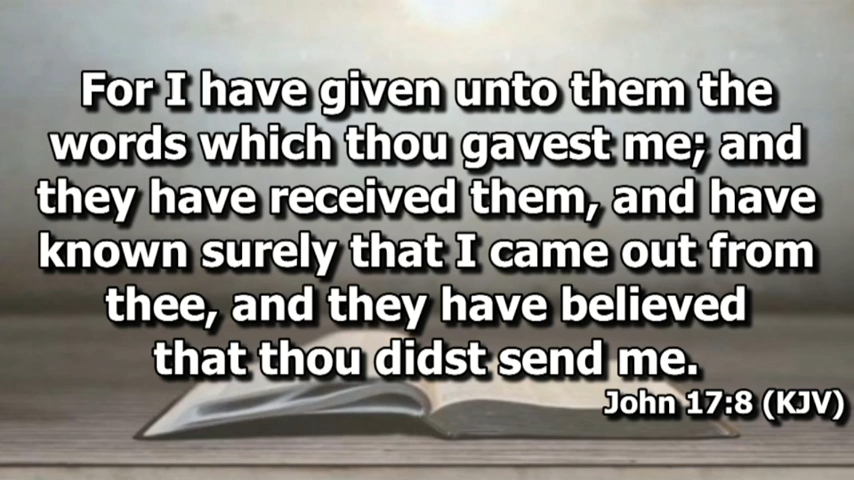 For I have given unto them the
words which thou gavest me; and
they have received them, and have
known surely that I came out from
thee, and they have believed
that thou didst send me.
John 17:8 (KJV)